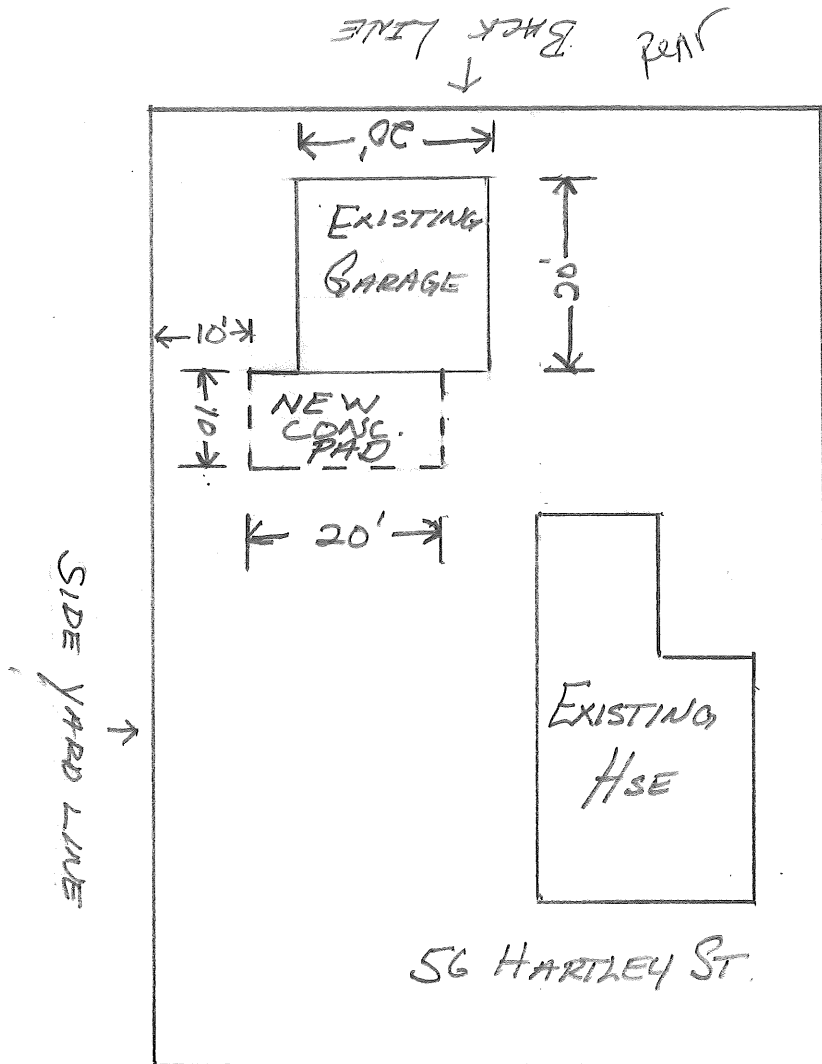 Rear
BACK LINE
20'
EXISTING
GARAGE
20'
10'
10
NEW
CONC.
PAD
20'
SIDE YARD LINE
EXISTING
HSE
56 HARTLEY ST.